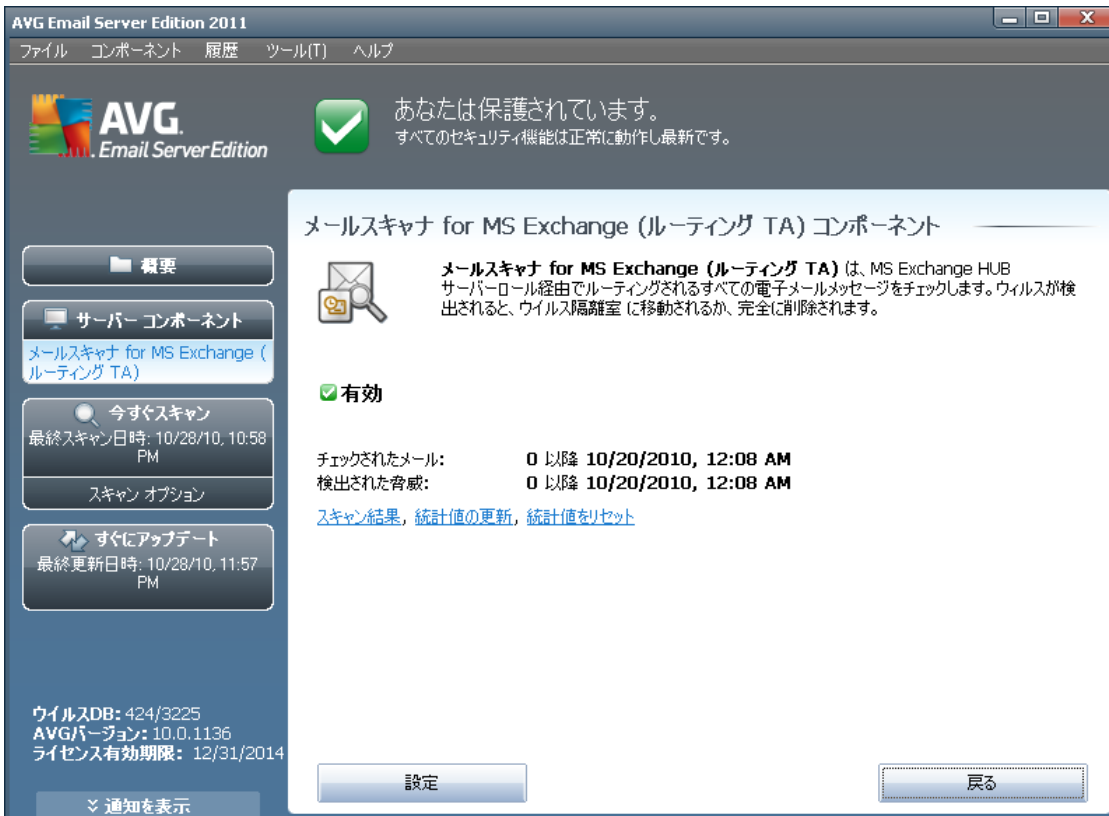 AVG Email Server Edition 2011
ファイル コンポーネント 履歴 ツール(T) ヘルプ
AVG.
Email Server Edition
あなたは保護されています。
すべてのセキュリティ機能は正常に動作し最新です。
概要
サーバー コンポーネント
メールスキャナ for MS Exchange (
ルーティング TA)
今すぐスキャン
最終スキャン日時: 10/28/10, 10:58
PM
スキャン オプション
すぐにアップデート
最終更新日時: 10/28/10, 11:57
PM
ウイルスDB: 424/3225
AVGバージョン: 10.0.1136
ライセンス有効期限: 12/31/2014
通知を表示
メールスキャナ for MS Exchange (ルーティング TA) コンポーネント
メールスキャナ for MS Exchange (ルーティング TA) は、MS Exchange HUB
サーバーロール経由でルーティングされるすべての電子メールメッセージをチェックします。ウィルスが検
出されると、ウイルス隔離室 に移動されるか、完全に削除されます。
有効
チェックされたメール: 0 以降 10/20/2010, 12:08 AM
検出された脅威: 0 以降 10/20/2010, 12:08 AM
スキャン結果, 統計値の更新, 統計値をリセット
設定
戻る